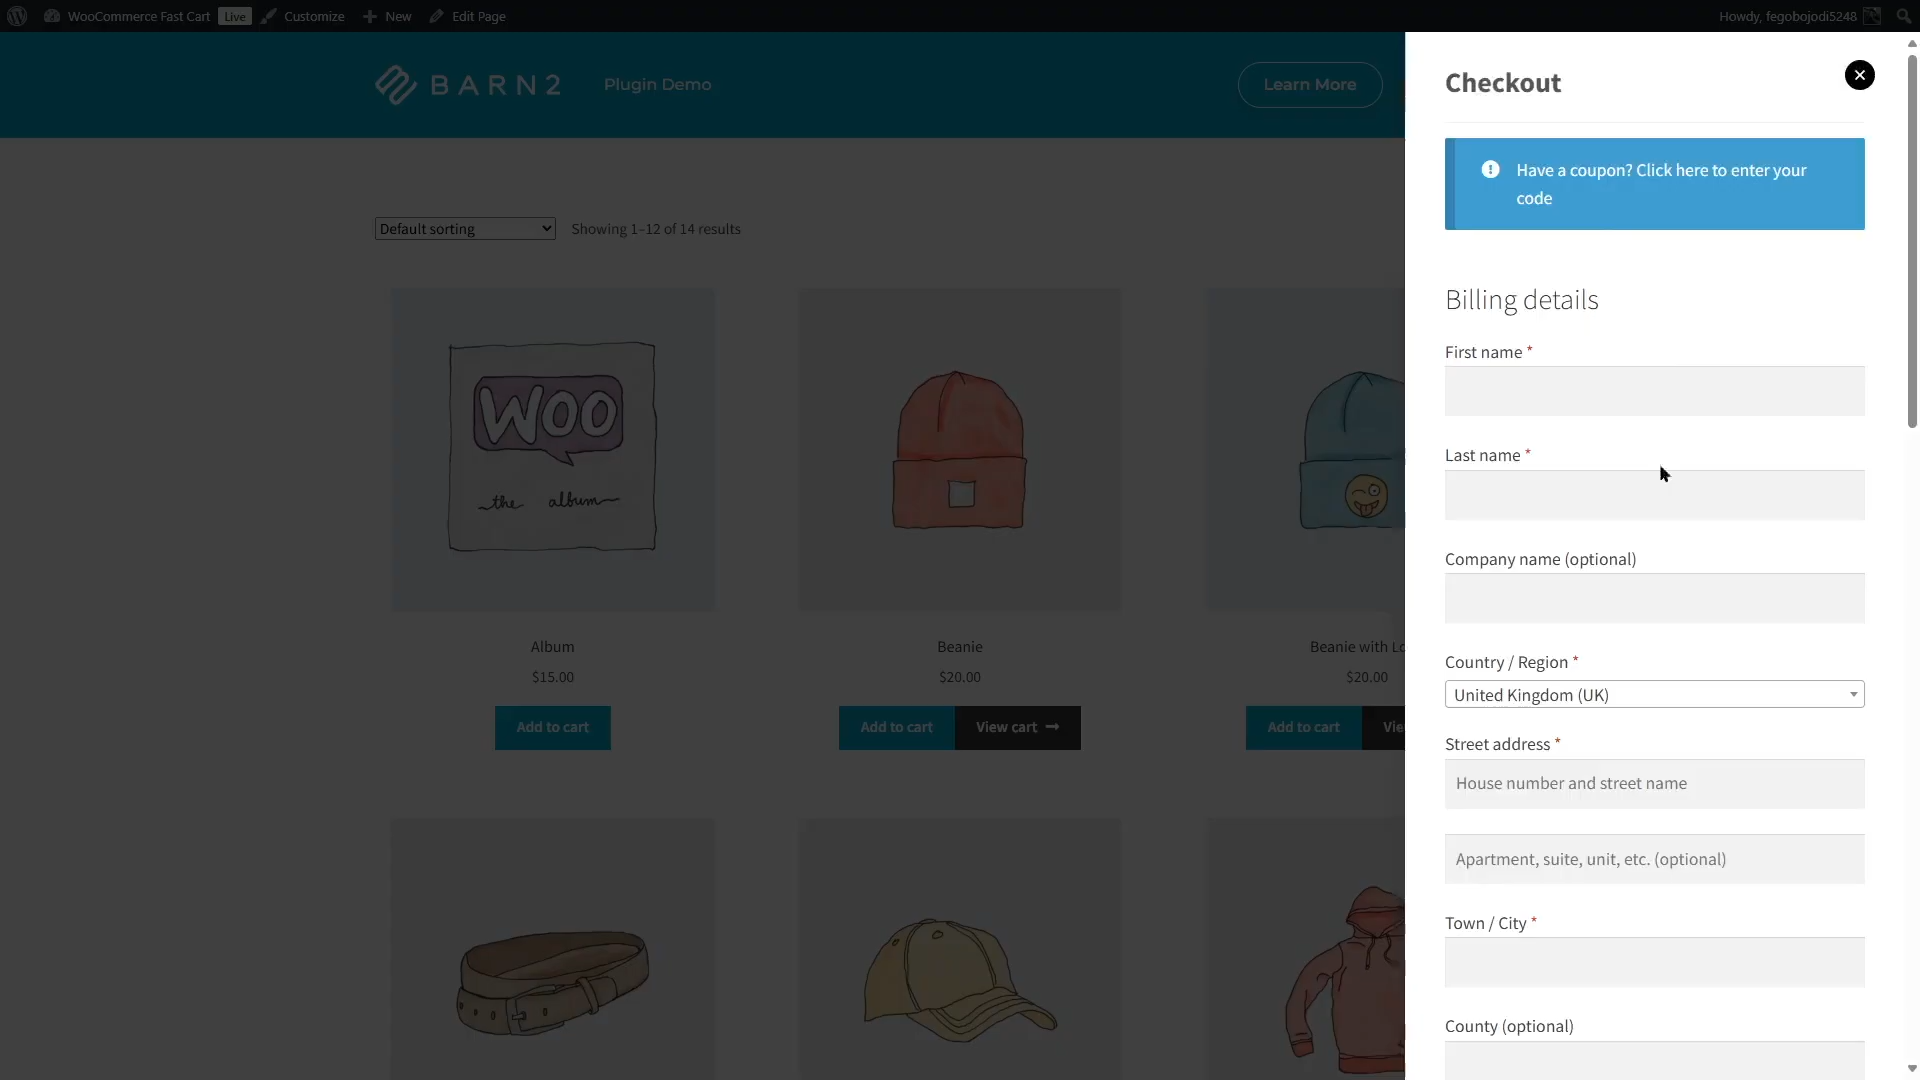 WooCommerce Fast Cart Live Customize New Edit Page Howdy, fegobojodi5248
BARN2 Plugin Demo Learn More
Checkout
Have a coupon? Click here to enter your
code
Default sorting Showing 1–12 of 14 results
Billing details
First name *
Last name *
Company name (optional)
Country / Region *
United Kingdom (UK)
Street address *
House number and street name
Apartment, suite, unit, etc. (optional)
Town / City *
County (optional)
WOO
the album
Album
$15.00
Add to cart
Beanie
$20.00
Add to cart View cart →
Beanie with
$20.00
Add to cart